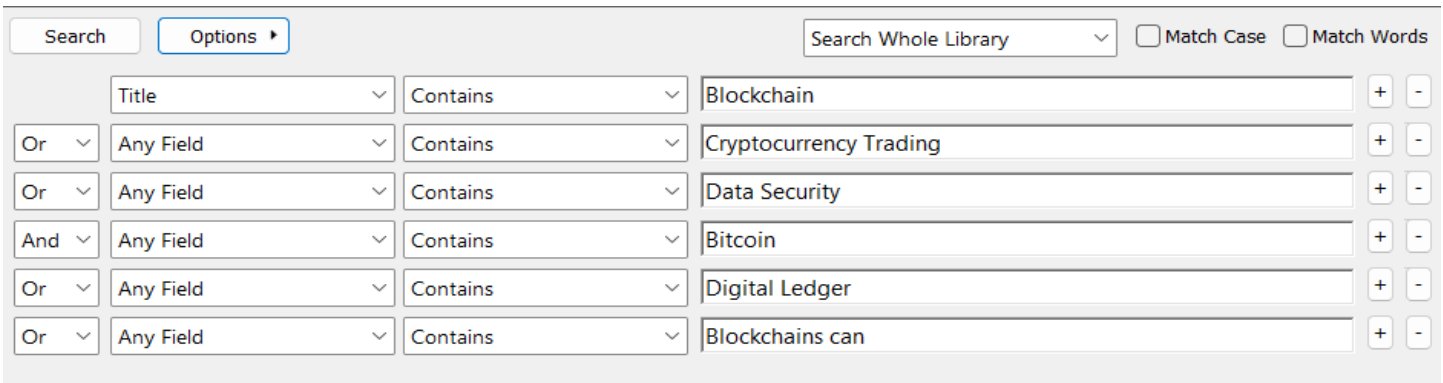 Search Options Search Whole Library Match Case Match Words
Title Contains Blockchain + -
Or Any Field Contains Cryptocurrency Trading + -
Or Any Field Contains Data Security + -
And Any Field Contains Bitcoin + -
Or Any Field Contains Digital Ledger + -
Or Any Field Contains Blockchains can + -